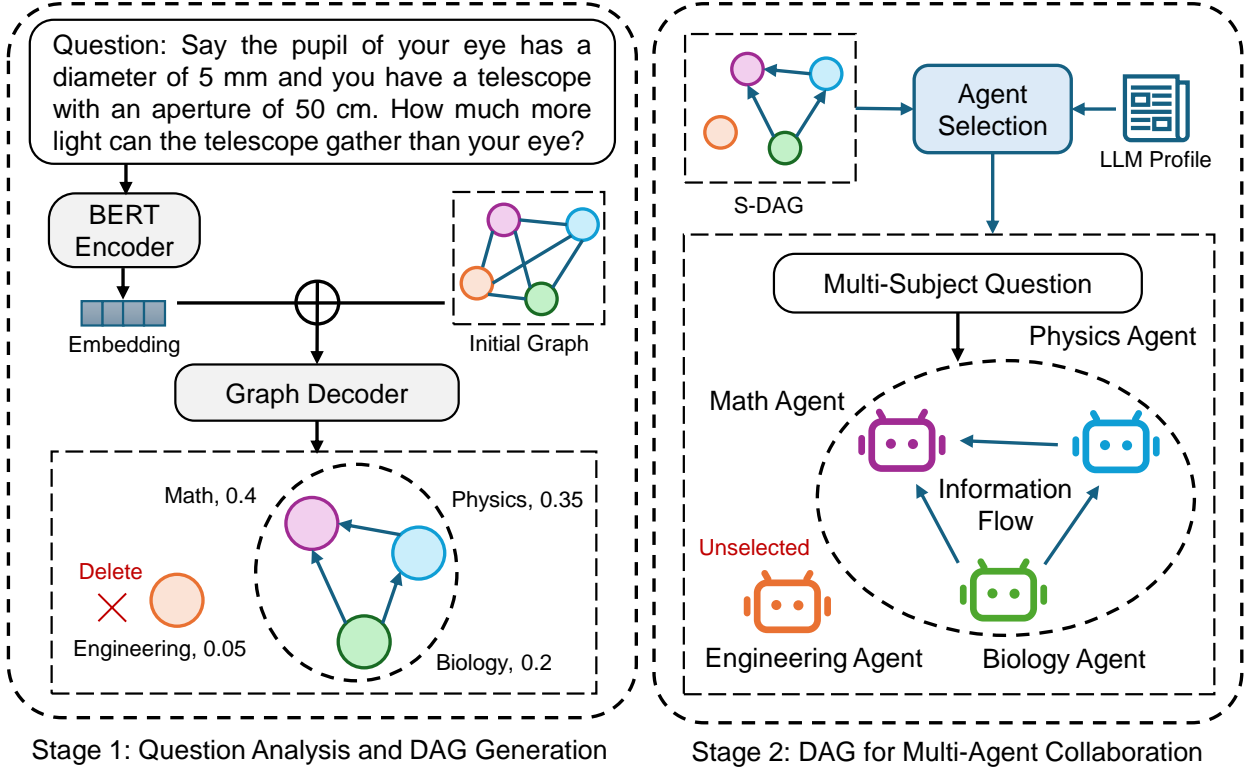 Question: Say the pupil of your eye has a
diameter of 5 mm and you have a telescope
with an aperture of 50 cm. How much more
light can the telescope gather than your eye?
BERT
Encoder
Embedding
Initial Graph
Graph Decoder
Math, 0.4
Physics, 0.35
Delete
Engineering, 0.05
Biology, 0.2
Stage 1: Question Analysis and DAG Generation
S-DAG
Agent
Selection
LLM Profile
Multi-Subject Question
Physics Agent
Math Agent
Information
Flow
Unselected
Engineering Agent
Biology Agent
Stage 2: DAG for Multi-Agent Collaboration